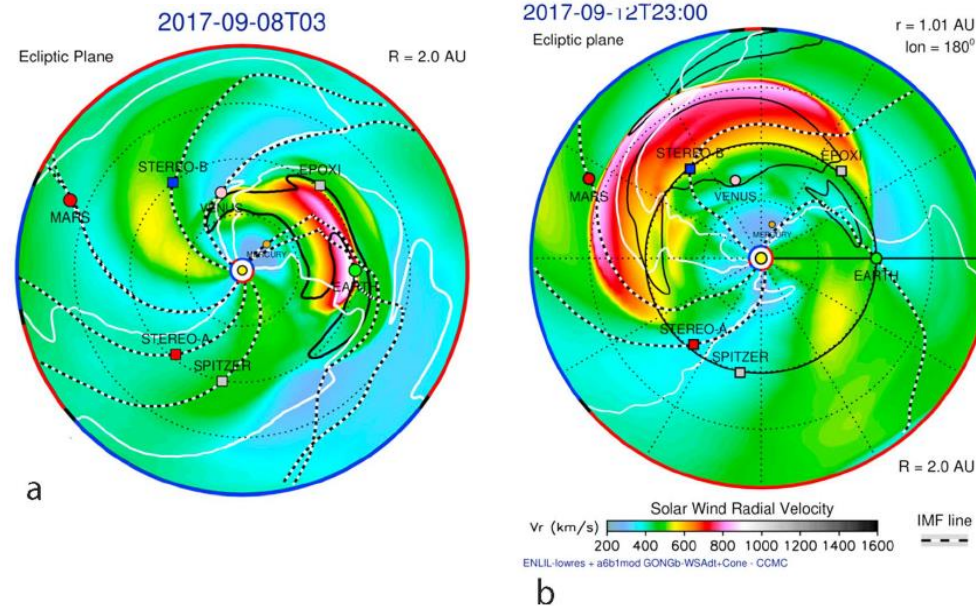 2017-09-08T03
Ecliptic Plane
R = 2.0 AU
STEREO-B
EPOXI
MARS
VENUS
MERCURY
EARTH
STEREO-A
SPITZER
a
2017-09-12T23:00
Ecliptic plane
r = 1.01 AU
lon = 180⁰
STEREO-B
EPOXI
MARS
VENUS
MERCURY
EARTH
STEREO-A
SPITZER
R = 2.0 AU
Solar Wind Radial Velocity
Vr (km/s)
200 400 600 800 1000 1200 1400 1600
IMF line
ENLIL-lowres + a6b1mod GONGb-WSAdt+Cone - CCMC
b